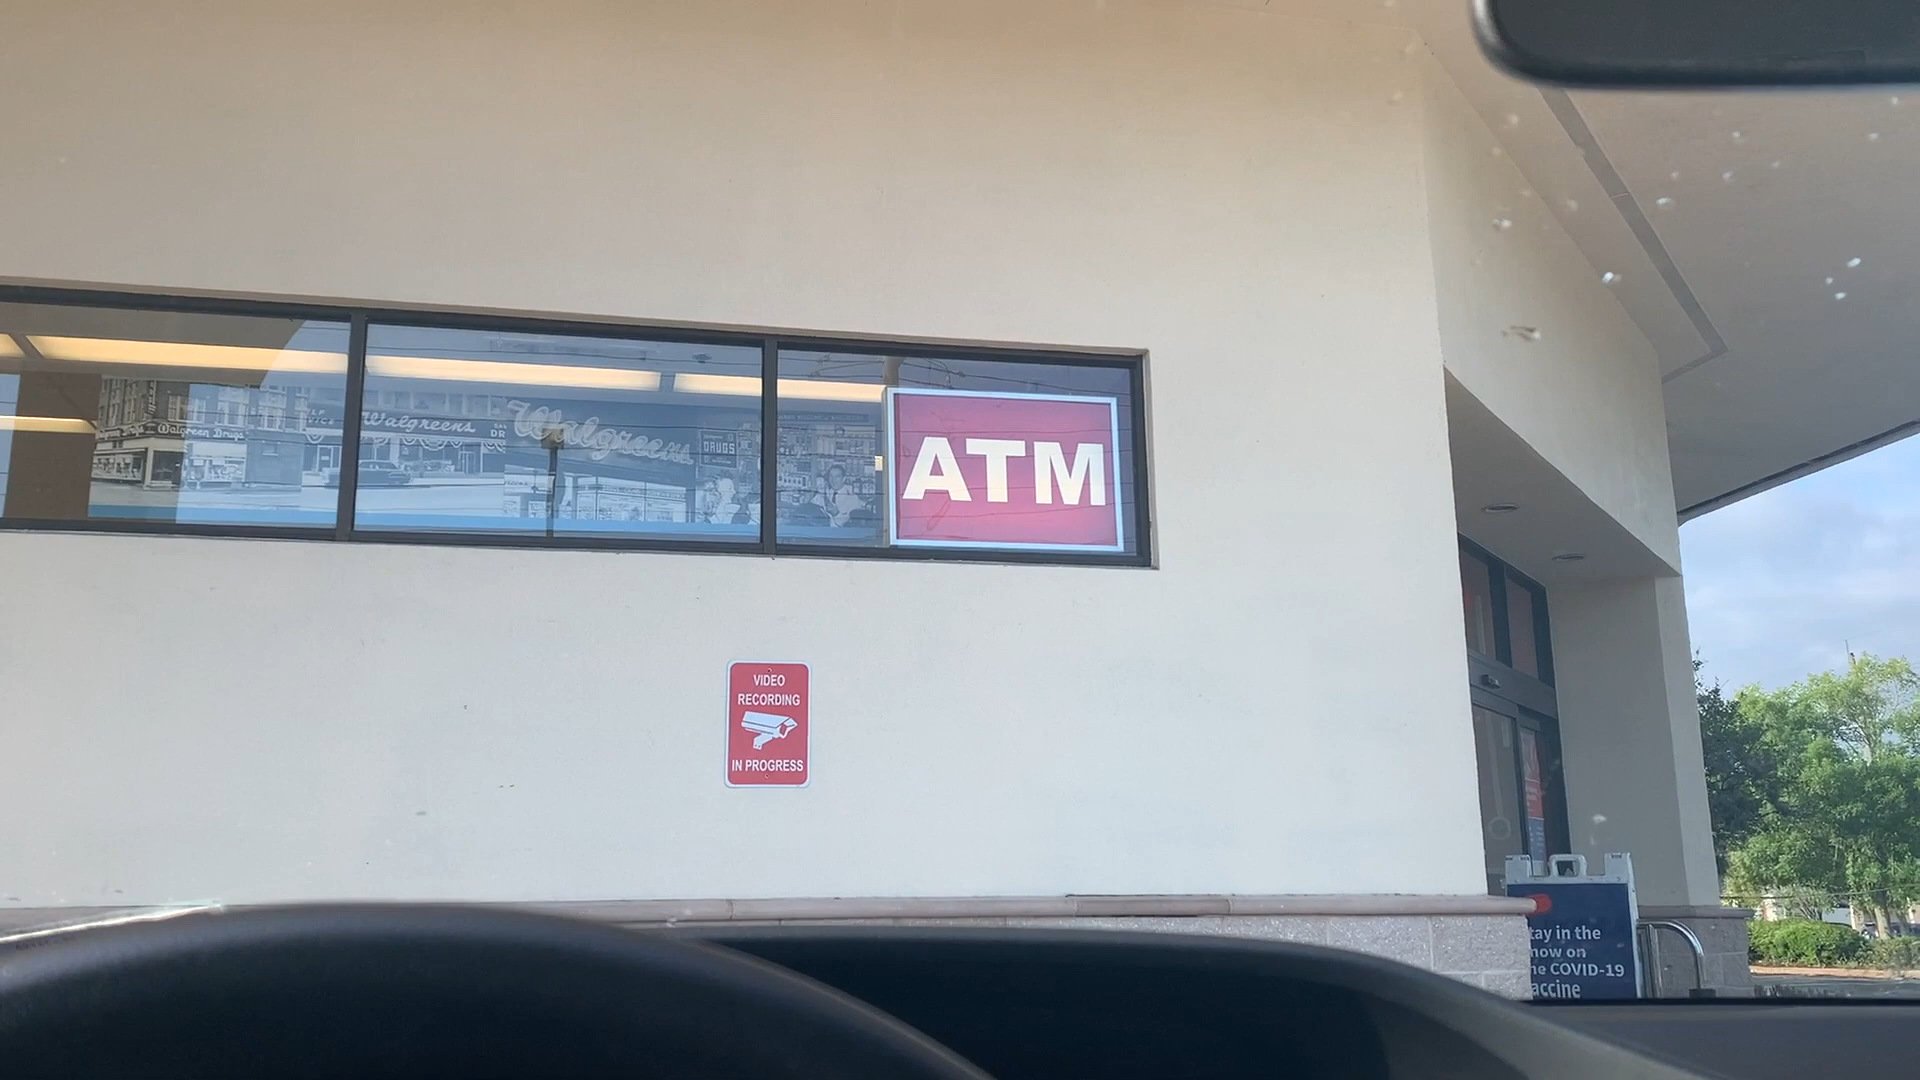 Walgreen Drugs
Walgreens
DR
Walgreens
DRUGS
ATM
VIDEO
RECORDING
IN PROGRESS
tay in the
now on
he COVID-19
accine